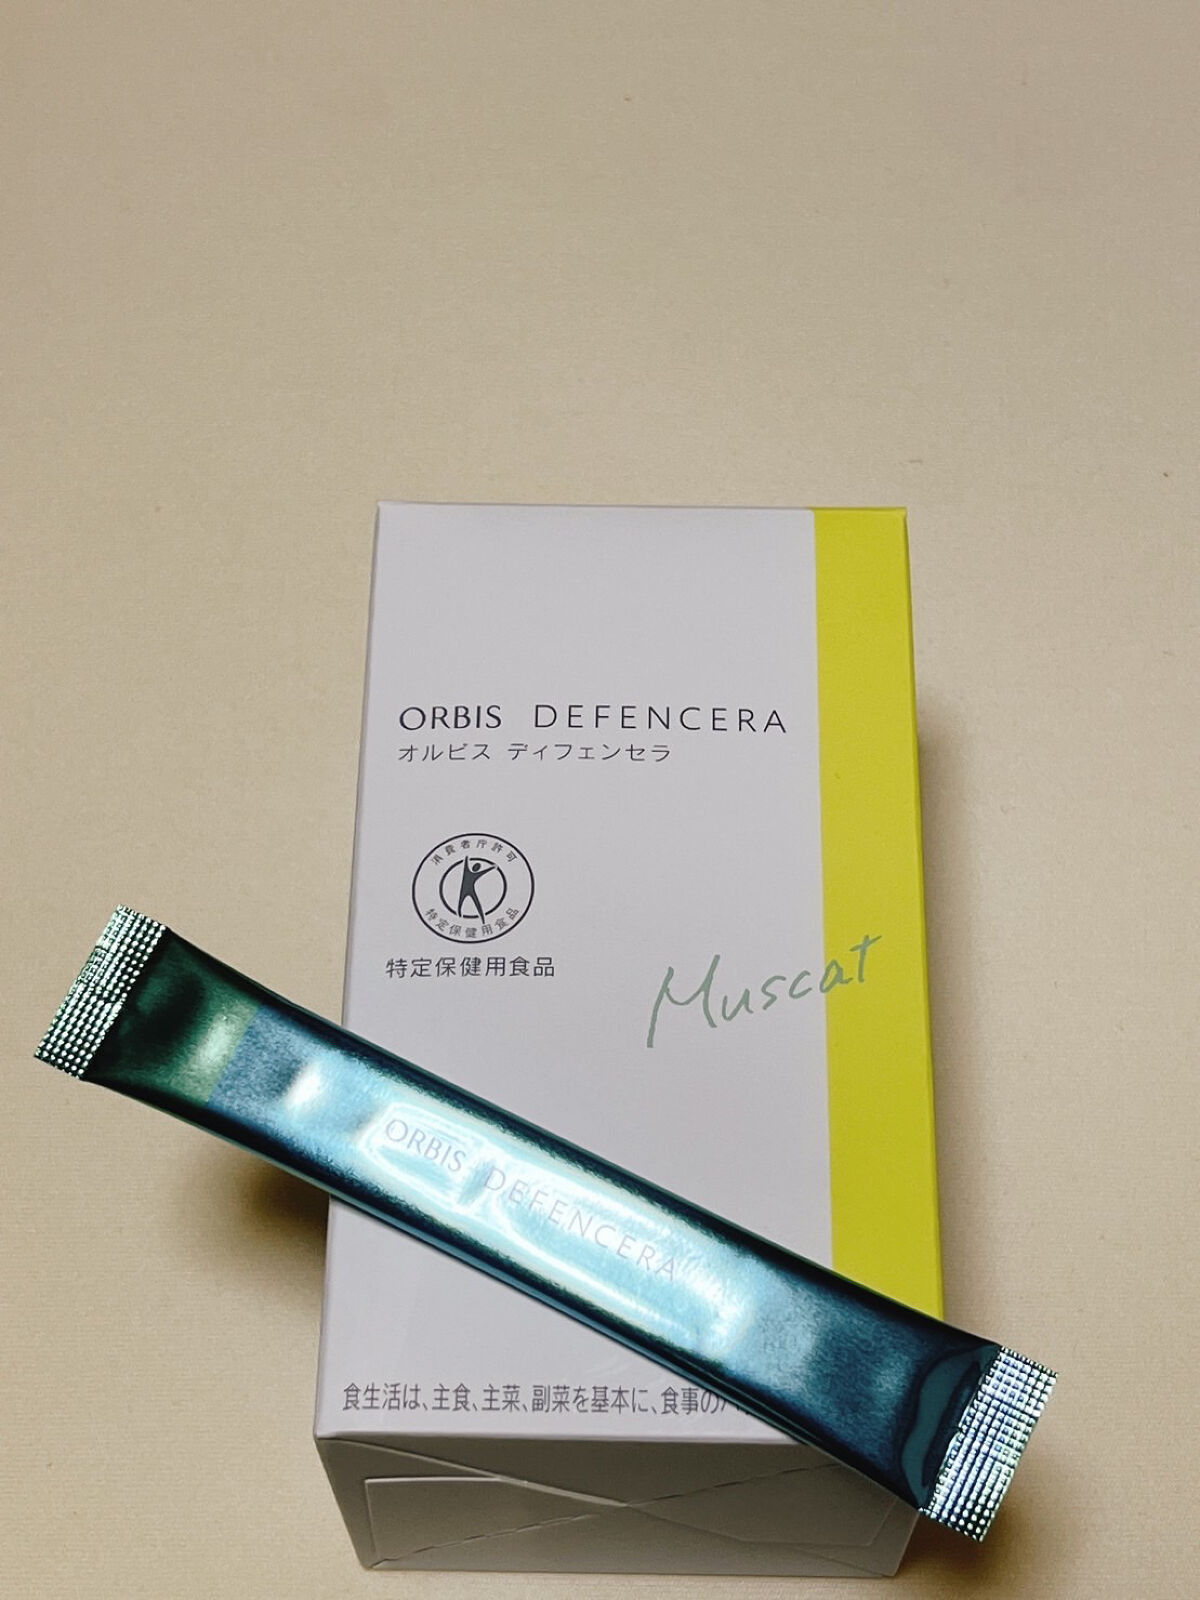 ORBIS DEFENCERA
オルビス ディフェンセラ
消費者庁許可
特定保健用食品
特定保健用食品
Muscat
ORBIS DEFENCERA
食生活は、主食、主菜、副菜を基本に、食事の